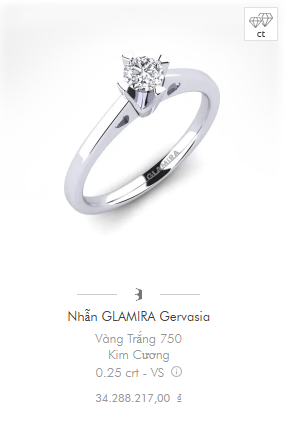 ct
GLAMIRA
Nhẫn GLAMIRA Gervasia
Vàng Trắng 750
Kim Cương
0.25 crt - VS
34.288.217,00 ₫